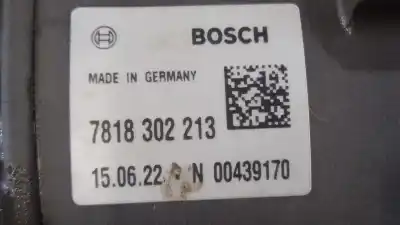 BOSCH
MADE IN GERMANY
7818 302 213
15.06.22 N 00439170